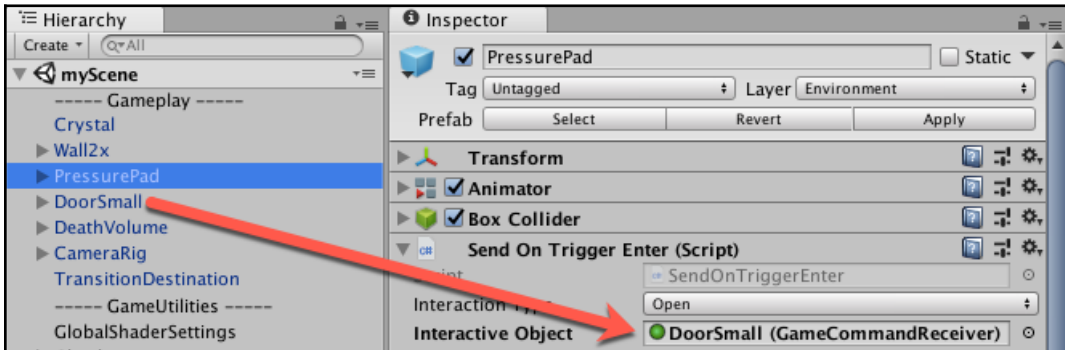 Hierarchy
Create
All
myScene
----- Gameplay -----
Crystal
Wall2x
PressurePad
DoorSmall
DeathVolume
CameraRig
TransitionDestination
----- GameUtilities -----
GlobalShaderSettings
Inspector
PressurePad Static
Tag Untagged Layer Environment
Prefab Select Revert Apply
Transform
Animator
Box Collider
C# Send On Trigger Enter (Script)
SendOnTriggerEnter
Interaction Open
Interactive Object DoorSmall (GameCommandReceiver)